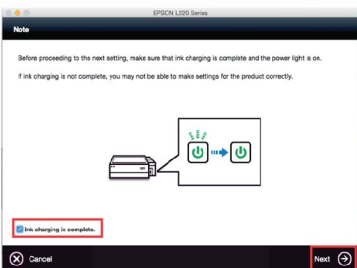 EPSON L220 Series
Note
Before proceeding to the next setting, make sure that ink charging is complete and the power light is on.
If ink charging is not complete, you may not be able to make settings for the product correctly.
Ink charging is complete.
Cancel
Next